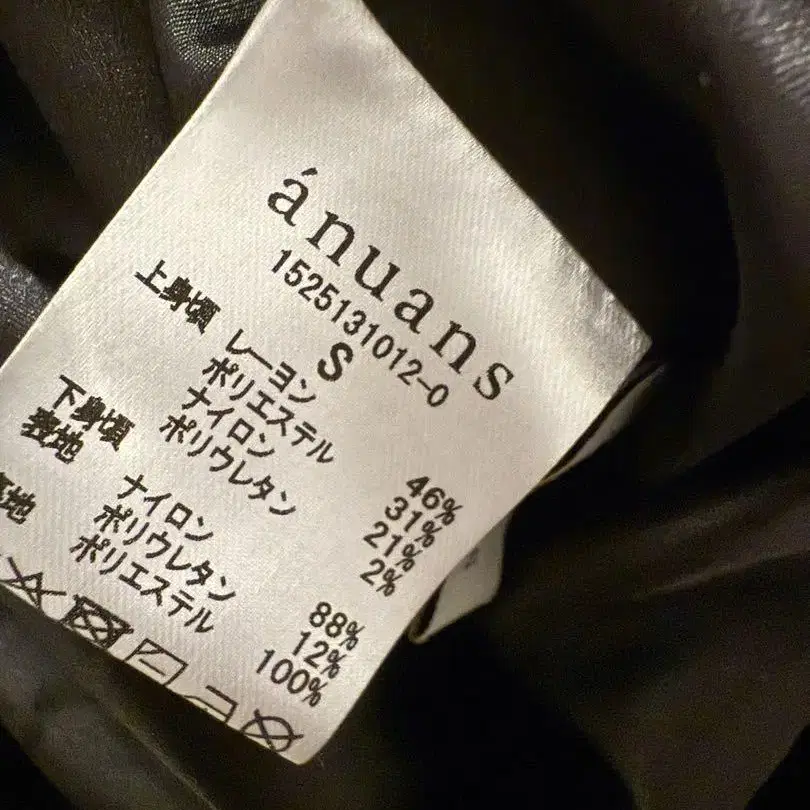 ánuans
1525131012-0
S
上身頃 レーヨン 46%
ポリエステル 31%
ナイロン 21%
ポリウレタン 2%
下身頃
表地 ナイロン 88%
ポリウレタン 12%
地 ポリエステル 100%